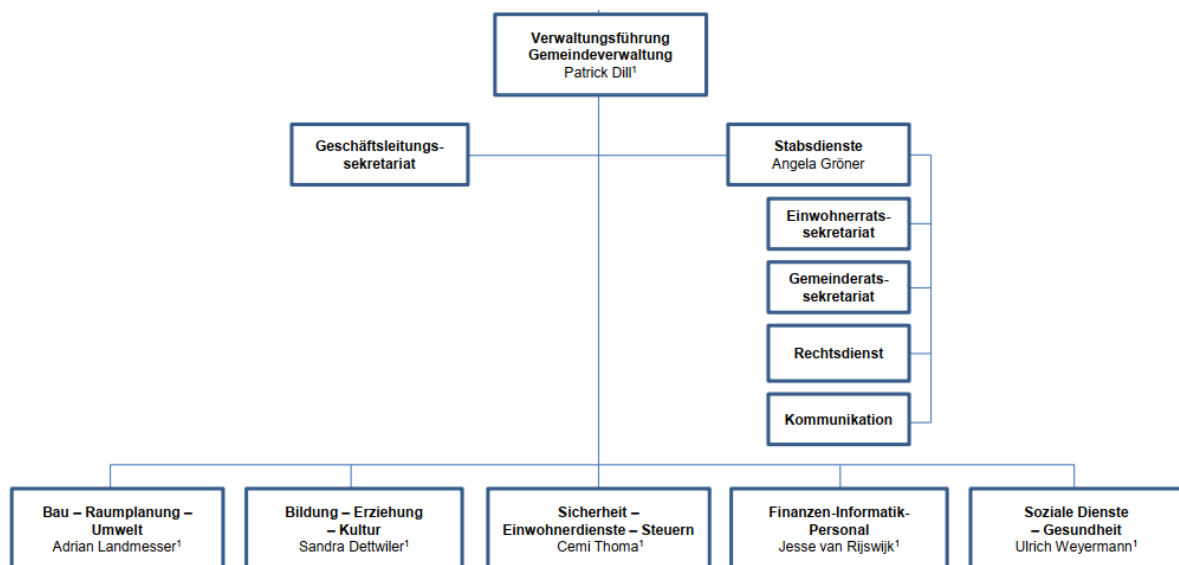 Verwaltungsführung
Gemeindeverwaltung
Patrick Dill¹
Geschäftsleitungs-
sekretariat
Stabsdienste
Angela Gröner
Einwohnerrats-
sekretariat
Gemeinderats-
sekretariat
Rechtsdienst
Kommunikation
Bau – Raumplanung –
Umwelt
Adrian Landmesser¹
Bildung – Erziehung
– Kultur
Sandra Dettwiler¹
Sicherheit –
Einwohnerdienste – Steuern
Cemi Thoma¹
Finanzen-Informatik-
Personal
Jesse van Rijswijk¹
Soziale Dienste
– Gesundheit
Ulrich Weyermann¹